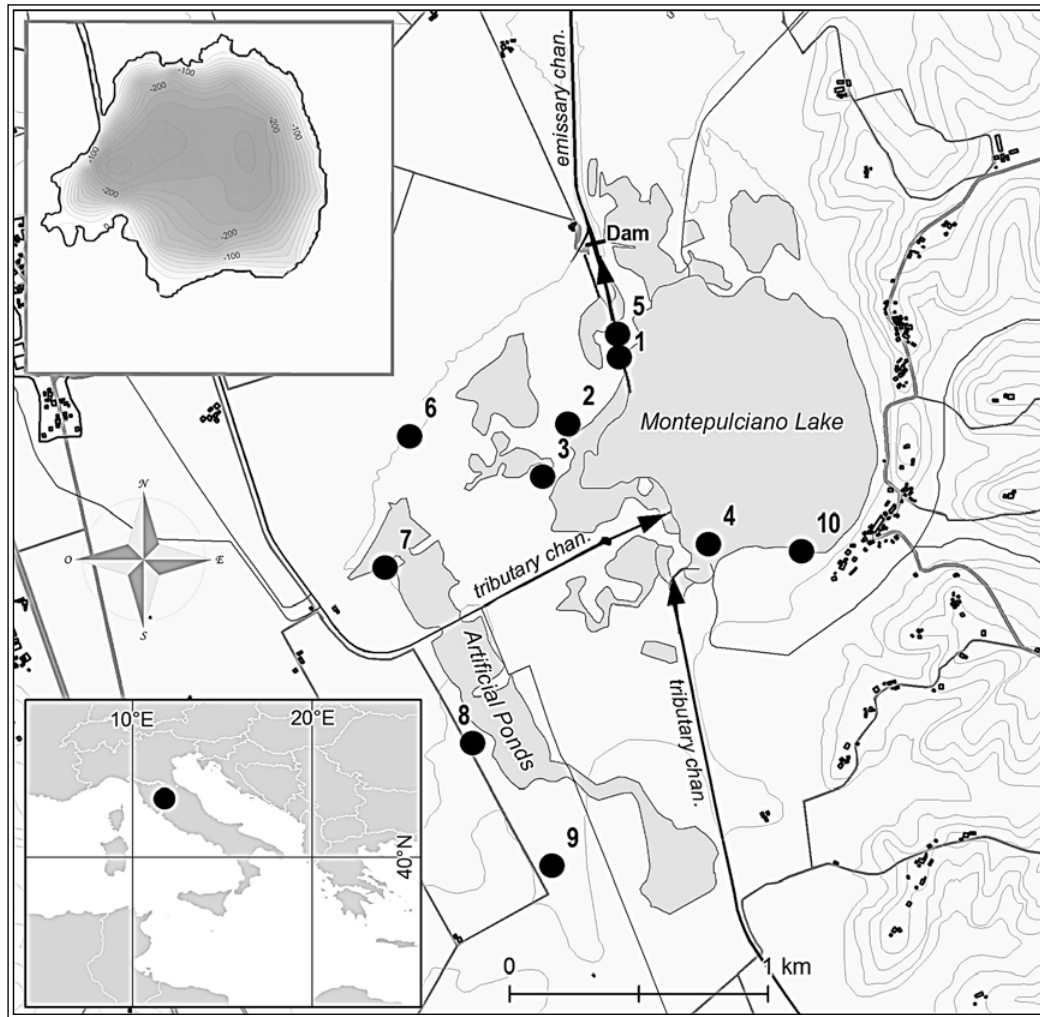 -100
-200
-100
-200
-100
-200
-200
-100
emissary chan.
Dam
5
1
2
6
3
Montepulciano Lake
4
10
7
tributary chan.
N
O
E
S
Artificial Ponds
tributary chan.
8
9
10°E
20°E
40°N
0
1 km